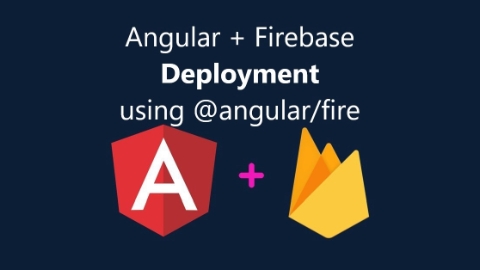 Angular + Firebase
Deployment
using @angular/fire
A
+